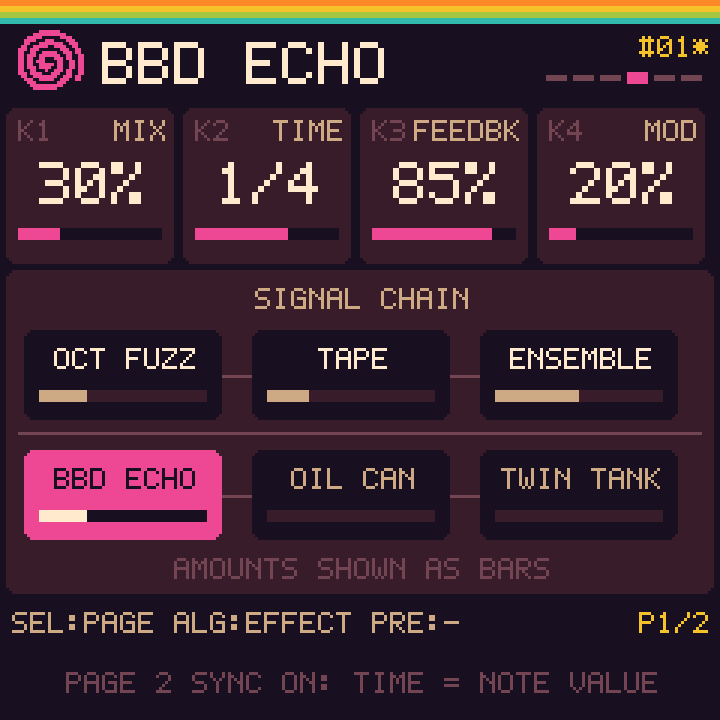 BBD ECHO #01*
K1 MIX K2 TIME K3 FEEDBK K4 MOD
30% 1/4 85% 20%
SIGNAL CHAIN
OCT FUZZ TAPE ENSEMBLE
BBD ECHO OIL CAN TWIN TANK
AMOUNTS SHOWN AS BARS
SEL:PAGE ALG:EFFECT PRE:- P1/2
PAGE 2 SYNC ON: TIME = NOTE VALUE